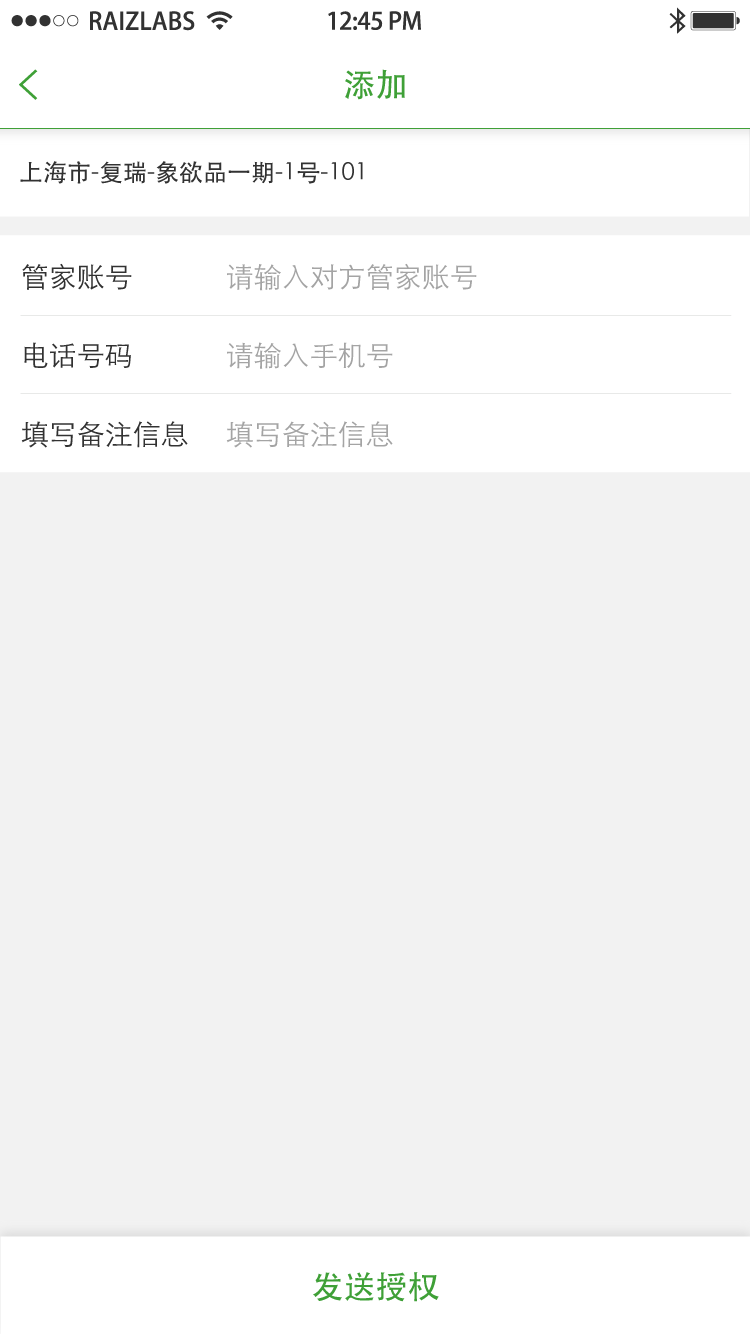 RAIZLABS 12:45 PM
添加
上海市-复瑞-象欲品一期-1号-101
管家账号 请输入对方管家账号
电话号码 请输入手机号
填写备注信息 填写备注信息
发送授权